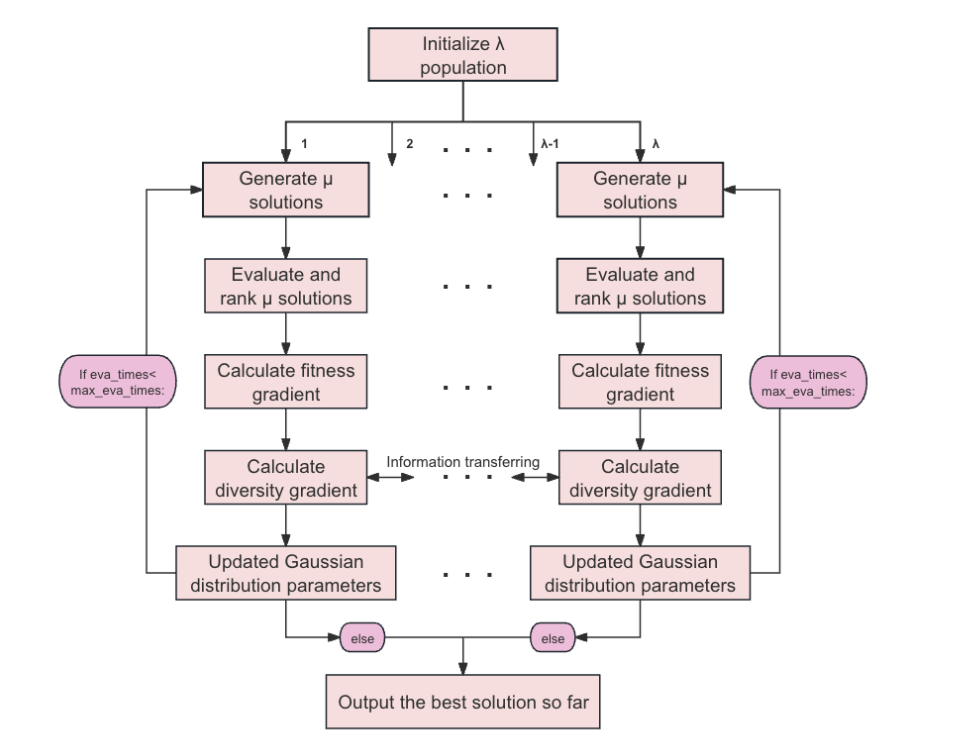 Initialize λ
population
1
2
. . .
λ-1
λ
Generate μ
solutions
. . .
Generate μ
solutions
Evaluate and
rank μ solutions
. . .
Evaluate and
rank μ solutions
If eva_times<
max_eva_times:
Calculate fitness
gradient
. . .
Calculate fitness
gradient
If eva_times<
max_eva_times:
Calculate
diversity gradient
Information transferring
. . .
Calculate
diversity gradient
Updated Gaussian
distribution parameters
. . .
Updated Gaussian
distribution parameters
else
else
Output the best solution so far